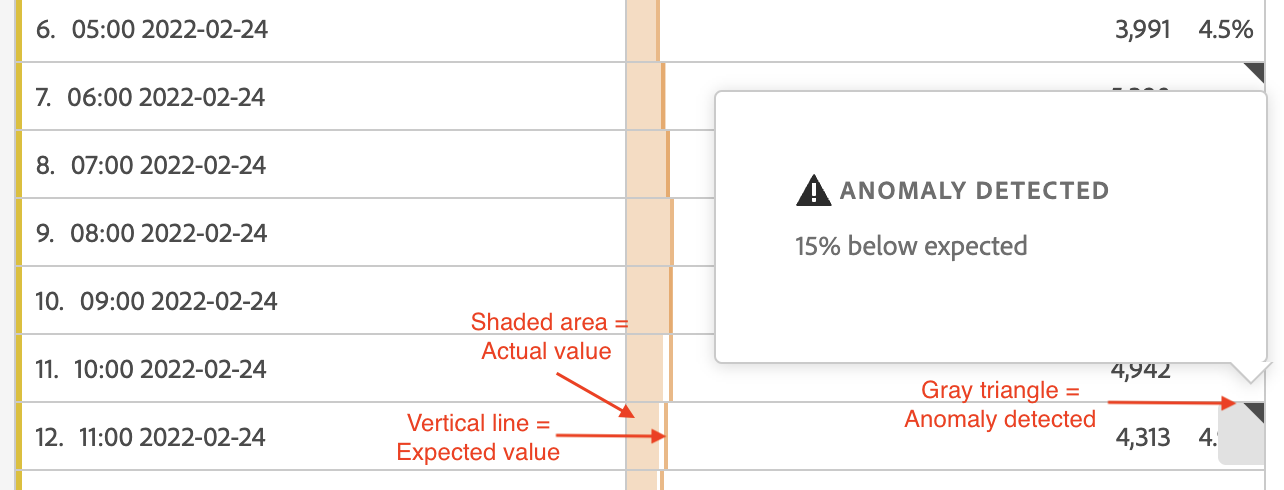 6. 05:00 2022-02-24 3,991 4.5%
7. 06:00 2022-02-24
8. 07:00 2022-02-24
ANOMALY DETECTED
9. 08:00 2022-02-24
15% below expected
10. 09:00 2022-02-24
Shaded area =
Actual value
11. 10:00 2022-02-24 4,942
Gray triangle =
Anomaly detected
Vertical line =
Expected value
12. 11:00 2022-02-24 4,313 4.